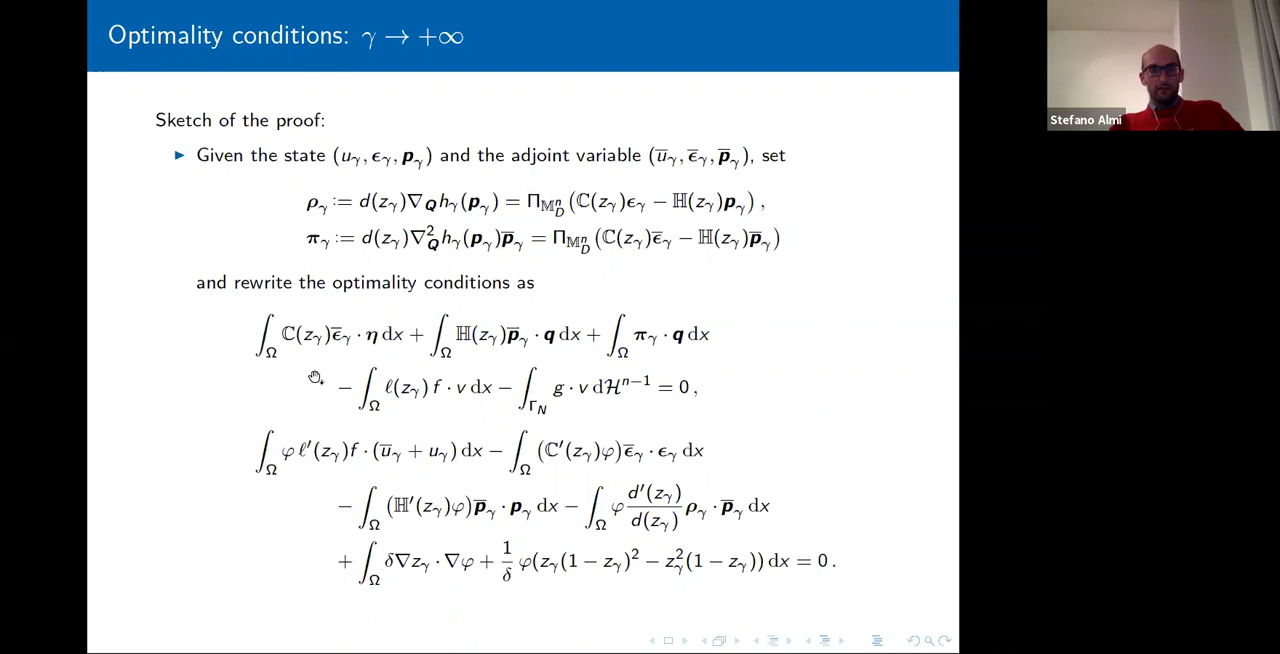 Optimality conditions: γ → +∞
Stefano Almi
Sketch of the proof:
Given the state (u_γ, ϵ_γ, p_γ) and the adjoint variable (u̅_γ, ϵ̅_γ, p̅_γ), set
ρ_γ := d(z_γ)∇_Q h_γ(p_γ) = Π_{𝕄^n_D}(ℂ(z_γ)ϵ_γ − ℍ(z_γ)p_γ) ,
π_γ := d(z_γ)∇²_Q h_γ(p_γ)p̅_γ = Π_{𝕄^n_D}(ℂ(z_γ)ϵ̅_γ − ℍ(z_γ)p̅_γ)
and rewrite the optimality conditions as
∫_Ω ℂ(z_γ)ϵ̅_γ · η dx + ∫_Ω ℍ(z_γ)p̅_γ · q dx + ∫_Ω π_γ · q dx
− ∫_Ω ℓ(z_γ) f · v dx − ∫_{Γ_N} g · v dℋ^{n−1} = 0 ,
∫_Ω φ ℓ′(z_γ)f · (u̅_γ + u_γ) dx − ∫_Ω (ℂ′(z_γ)φ)ϵ̅_γ · ϵ_γ dx
− ∫_Ω (ℍ′(z_γ)φ)p̅_γ · p_γ dx − ∫_Ω φ d′(z_γ)/d(z_γ) ρ_γ · p̅_γ dx
+ ∫_Ω δ∇z_γ · ∇φ + 1/δ φ(z_γ(1 − z_γ)² − z_γ²(1 − z_γ)) dx = 0 .